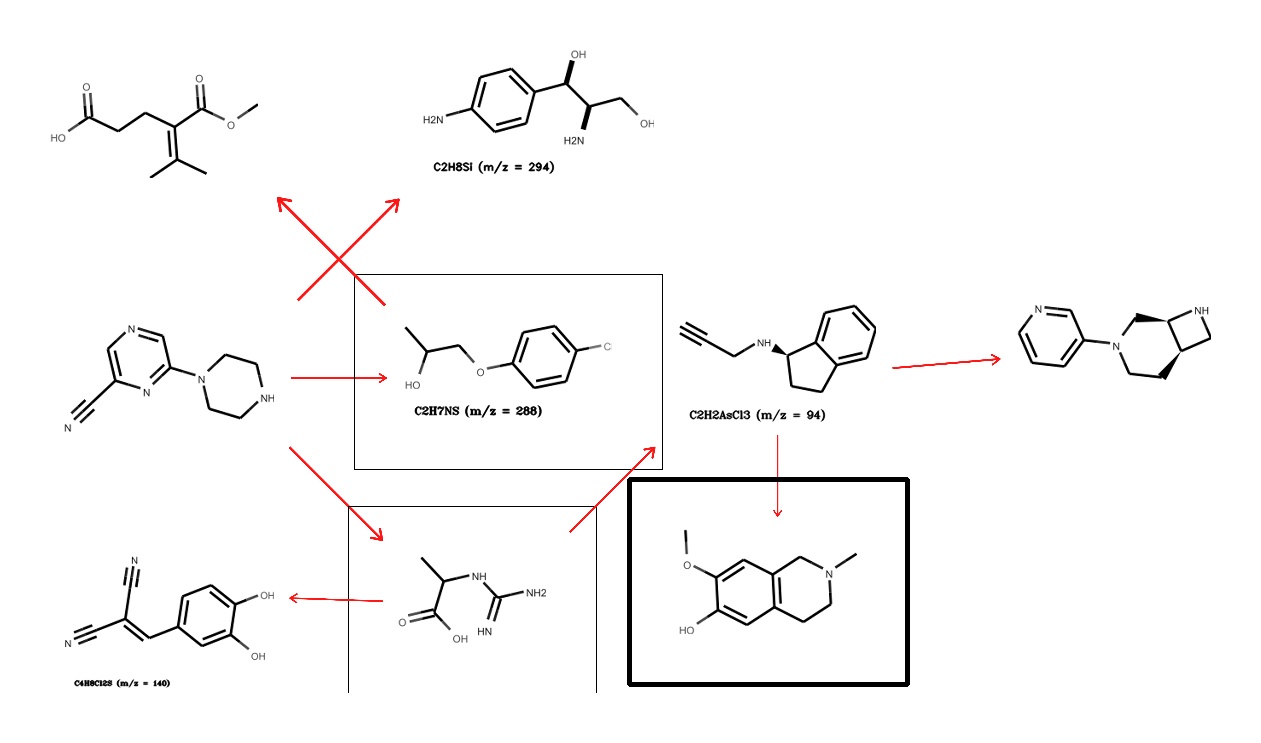 O
O
HO
O
OH
H2N
H2N
OH
C2H8Si (m/z = 294)
N
N
N
NH
N
HO
O
C
C2H7NS (m/z = 288)
NH
C2H2AsCl3 (m/z = 94)
N
N
NH
N
N
OH
OH
C4H8Cl2S (m/z = 140)
NH
NH2
O
OH
HN
O
N
HO